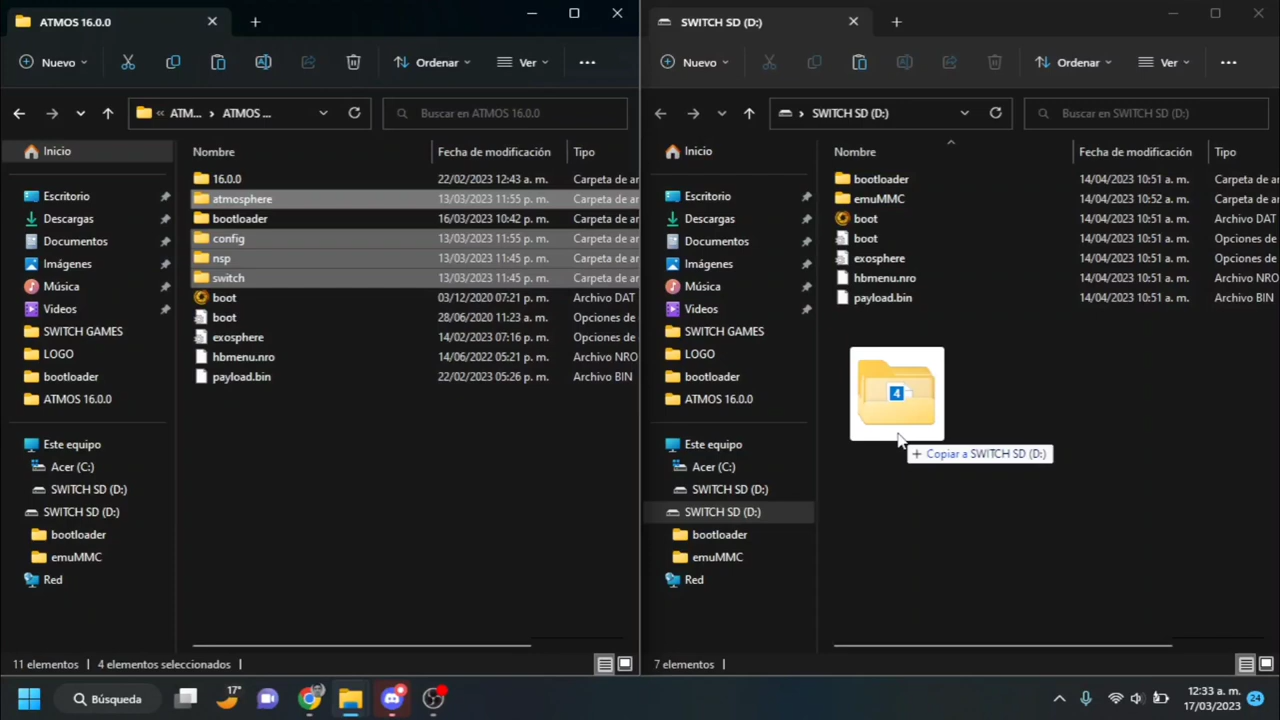 ATMOS 16.0.0
Nuevo
Ordenar
Ver
« ATM... › ATMOS ...
Buscar en ATMOS 16.0.0
Inicio
Escritorio
Descargas
Documentos
Imágenes
Música
Videos
SWITCH GAMES
LOGO
bootloader
ATMOS 16.0.0
Este equipo
Acer (C:)
SWITCH SD (D:)
SWITCH SD (D:)
bootloader
emuMMC
Red
Nombre Fecha de modificación Tipo
16.0.0 22/02/2023 12:43 a. m. Carpeta de ar
atmosphere 13/03/2023 11:55 p. m. Carpeta de ar
bootloader 16/03/2023 10:42 p. m. Carpeta de ar
config 13/03/2023 11:55 p. m. Carpeta de ar
nsp 13/03/2023 11:45 p. m. Carpeta de ar
switch 13/03/2023 11:45 p. m. Carpeta de ar
boot 03/12/2020 07:21 p. m. Archivo DAT
boot 28/06/2020 11:23 a. m. Opciones de
exosphere 14/02/2023 07:16 p. m. Opciones de
hbmenu.nro 14/06/2022 05:21 p. m. Archivo NRO
payload.bin 22/02/2023 05:26 p. m. Archivo BIN
11 elementos 4 elementos seleccionados
SWITCH SD (D:)
Nuevo
Ordenar
Ver
› SWITCH SD (D:)
Buscar en SWITCH SD (D:)
Inicio
Escritorio
Descargas
Documentos
Imágenes
Música
Videos
SWITCH GAMES
LOGO
bootloader
ATMOS 16.0.0
Este equipo
Acer (C:)
SWITCH SD (D:)
SWITCH SD (D:)
bootloader
emuMMC
Red
Nombre Fecha de modificación Tipo
bootloader 14/04/2023 10:51 a. m. Carpeta de ar
emuMMC 14/04/2023 10:52 a. m. Carpeta de ar
boot 14/04/2023 10:51 a. m. Archivo DAT
boot 14/04/2023 10:51 a. m. Opciones de
exosphere 14/04/2023 10:51 a. m. Opciones de
hbmenu.nro 14/04/2023 10:51 a. m. Archivo NRO
payload.bin 14/04/2023 10:51 a. m. Archivo BIN
4
+ Copiar a SWITCH SD (D:)
7 elementos
Búsqueda
17°
12:33 a. m.
17/03/2023
24